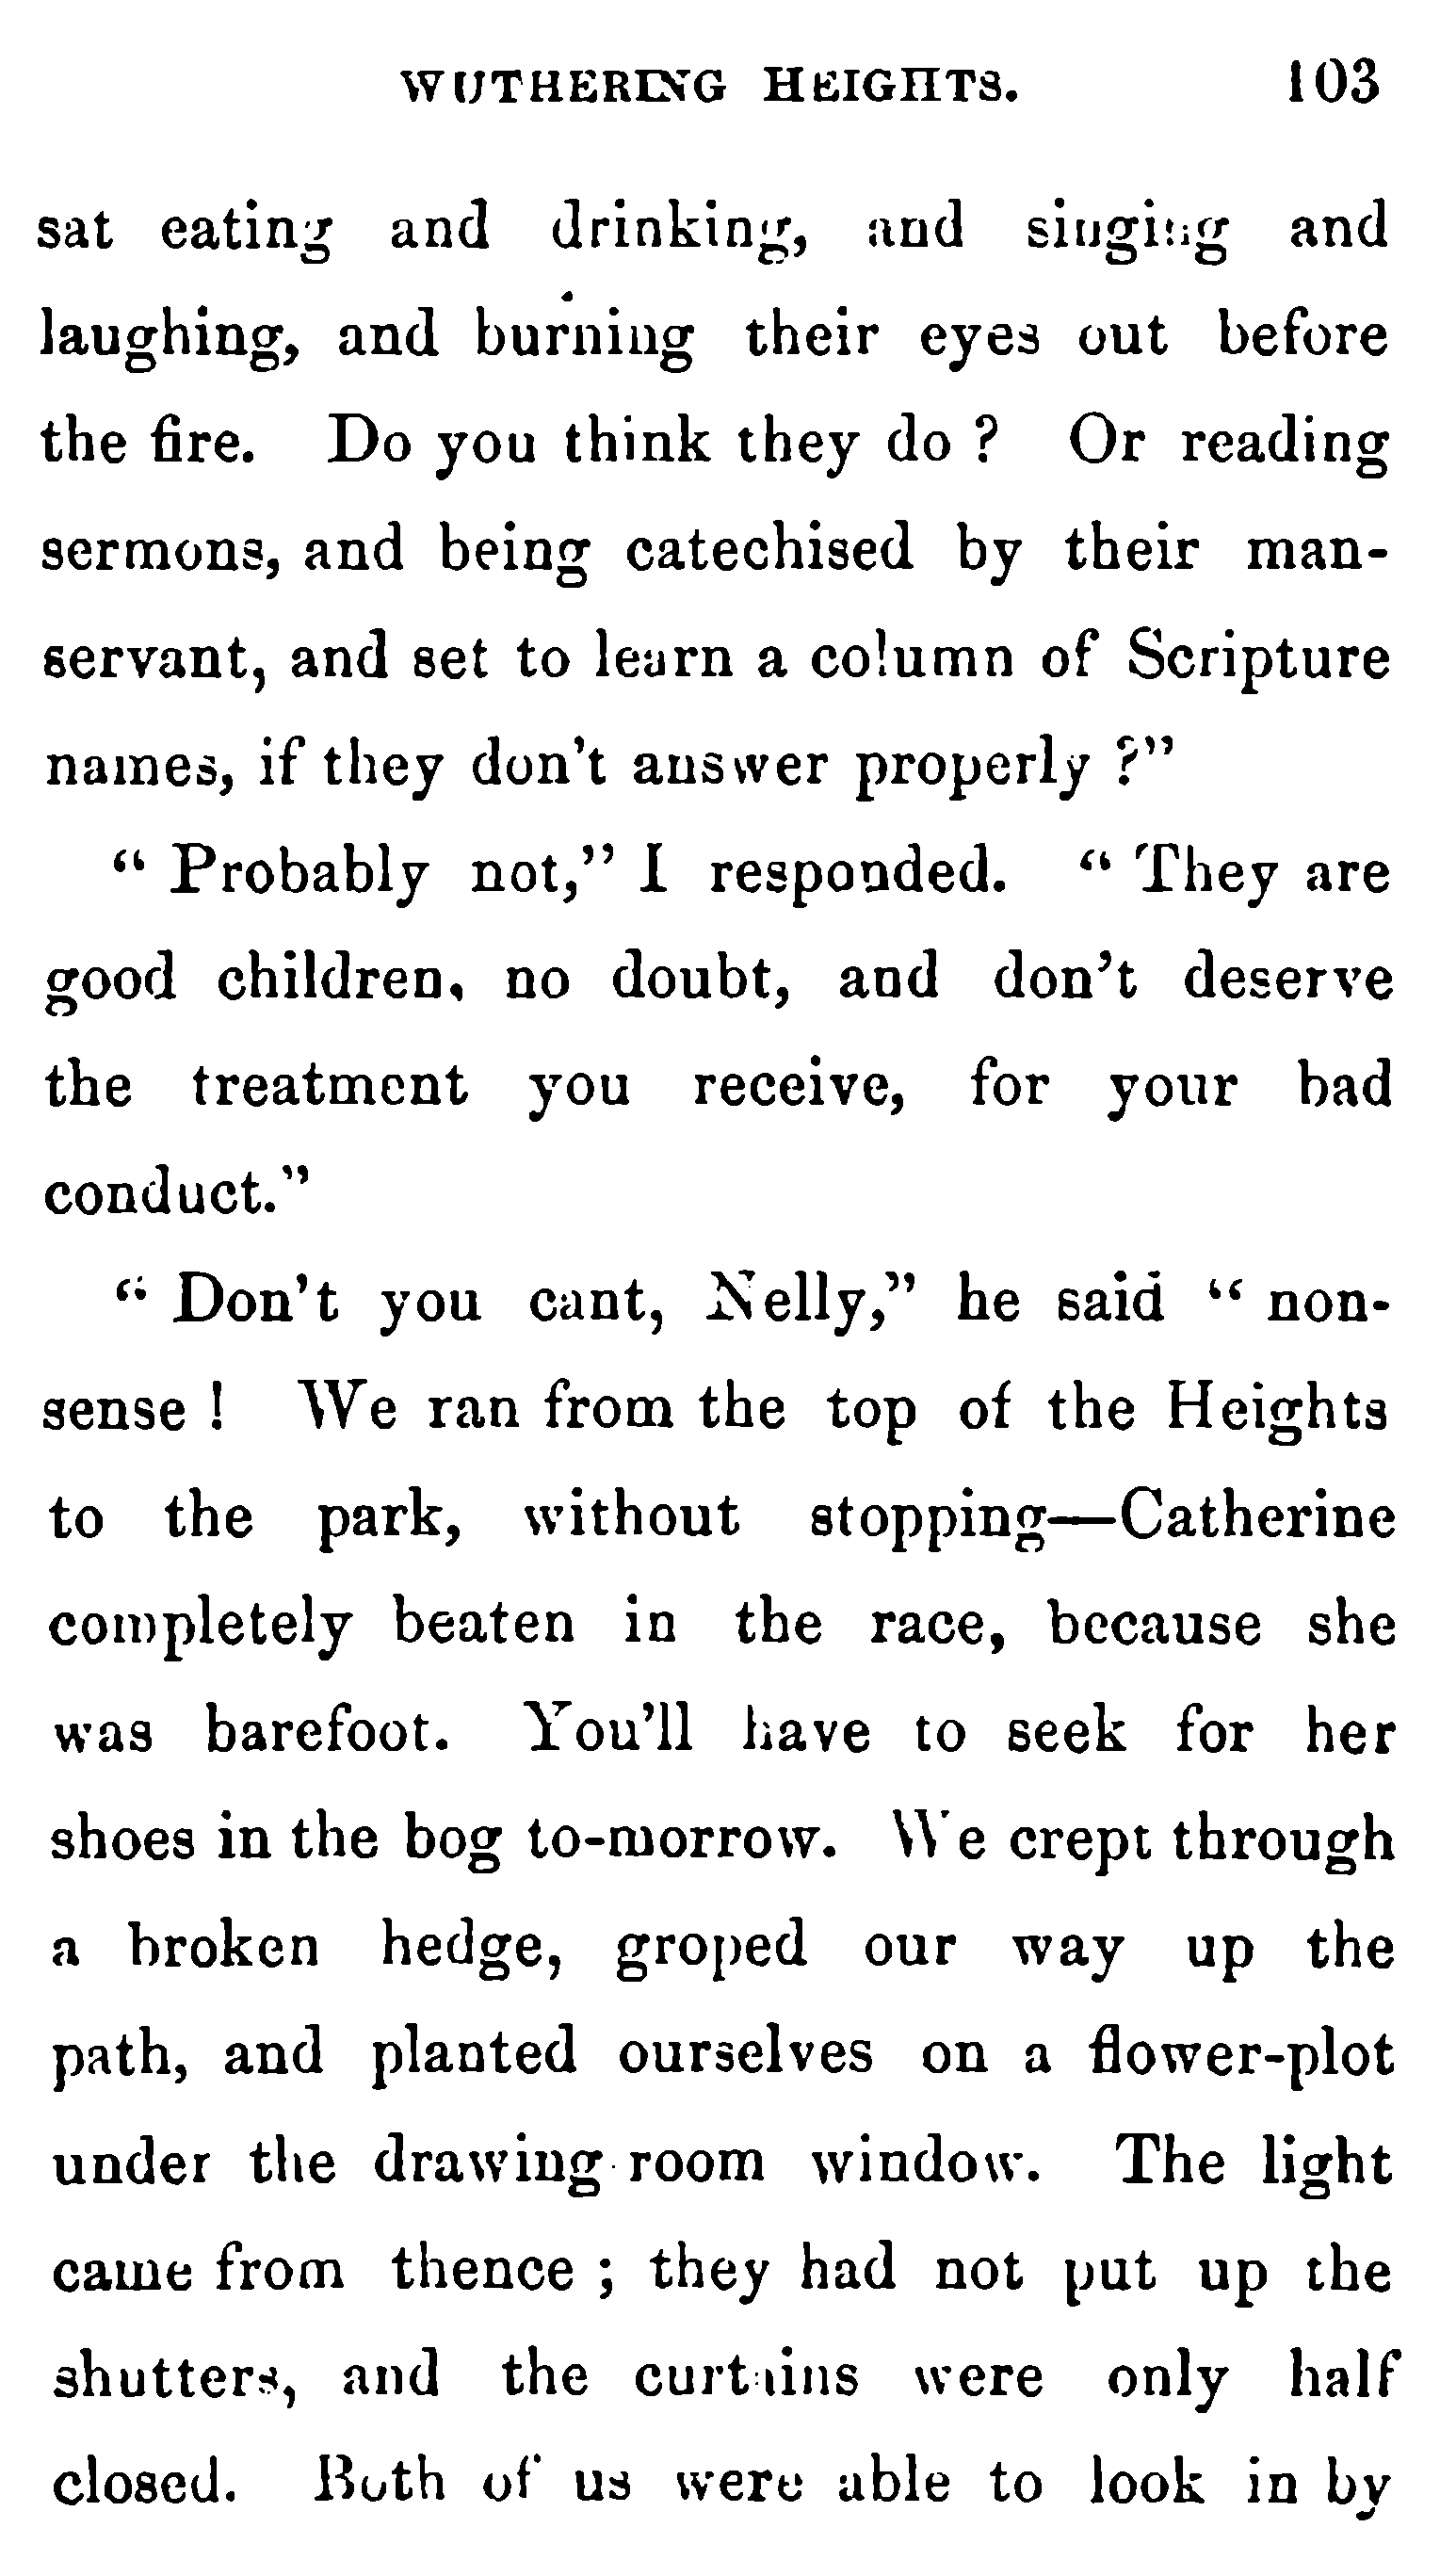 WUTHERING HEIGHTS. 103
sat eating and drinking, and singing and
laughing, and burning their eyes out before
the fire. Do you think they do ? Or reading
sermons, and being catechised by their man-
servant, and set to learn a column of Scripture
names, if they don't answer properly ?"
" Probably not," I responded. " They are
good children, no doubt, and don't deserve
the treatment you receive, for your bad
conduct."
" Don't you cant, Nelly," he said " non-
sense ! We ran from the top of the Heights
to the park, without stopping—Catherine
completely beaten in the race, because she
was barefoot. You'll have to seek for her
shoes in the bog to-morrow. We crept through
a broken hedge, groped our way up the
path, and planted ourselves on a flower-plot
under the drawing-room window. The light
came from thence ; they had not put up the
shutters, and the curtains were only half
closed. Both of us were able to look in by